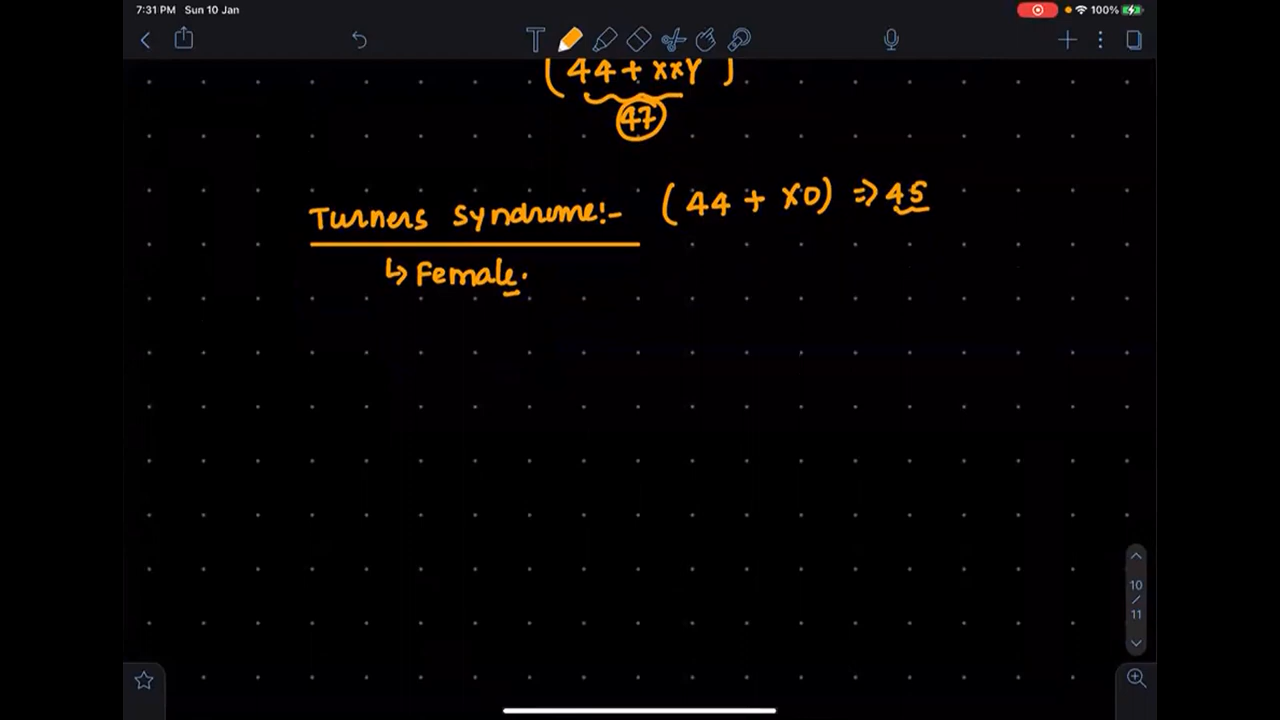 7:31 PM Sun 10 Jan
100%
(44 + xxY)
47
Turners Syndrome:- (44 + XO) => 45
↳ Female.
10
/
11